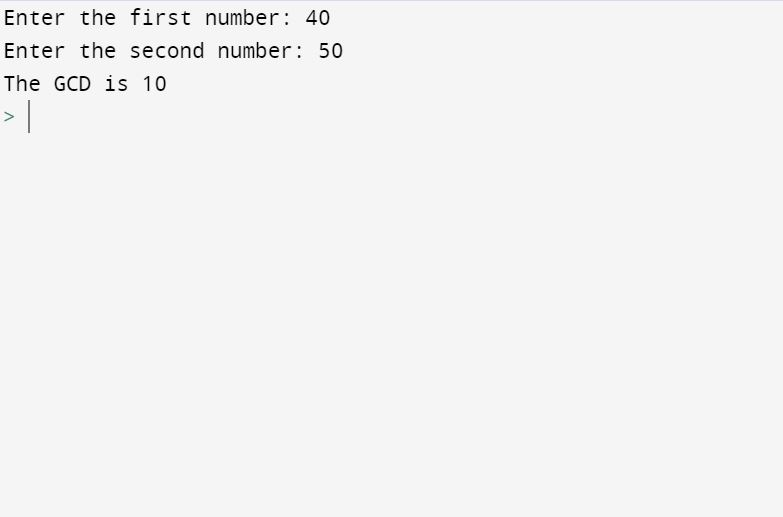 Enter the first number: 40
Enter the second number: 50
The GCD is 10
>